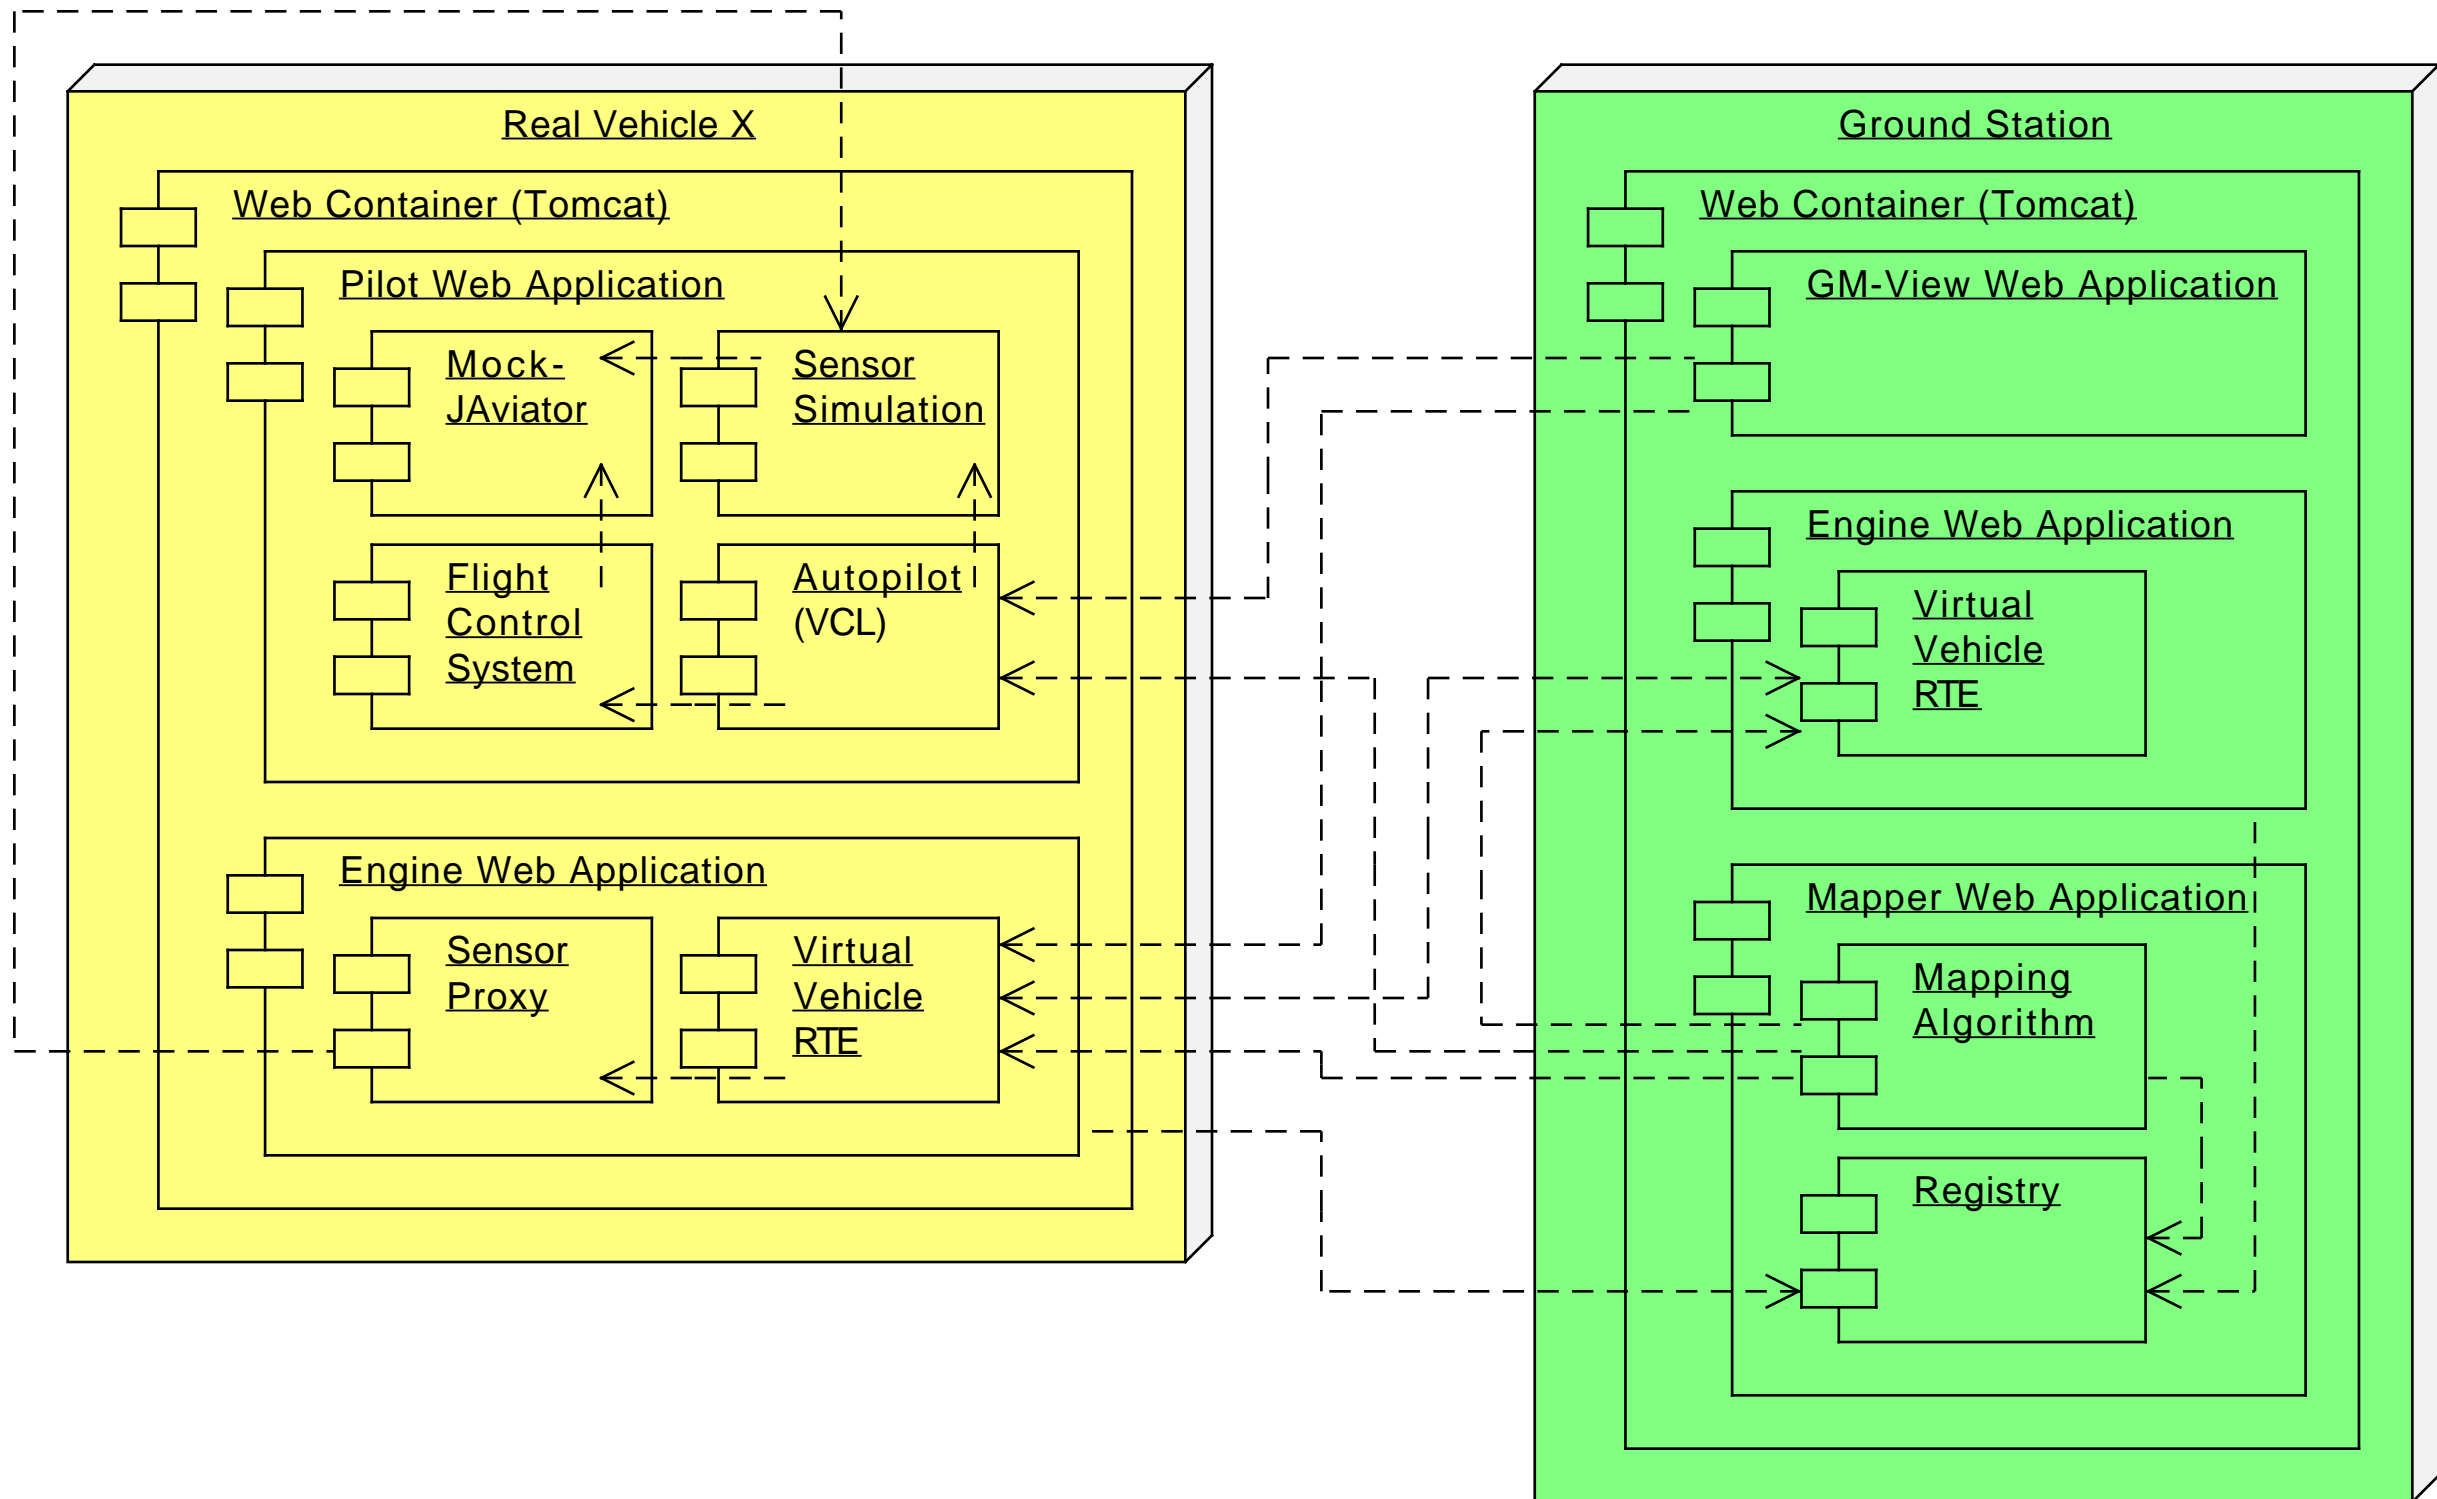 Real Vehicle X
Web Container (Tomcat)
Pilot Web Application
Mock-
JAviator
Sensor
Simulation
Flight
Control
System
Autopilot
(VCL)
Engine Web Application
Sensor
Proxy
Virtual
Vehicle
RTE
Ground Station
Web Container (Tomcat)
GM-View Web Application
Engine Web Application
Virtual
Vehicle
RTE
Mapper Web Application
Mapping
Algorithm
Registry